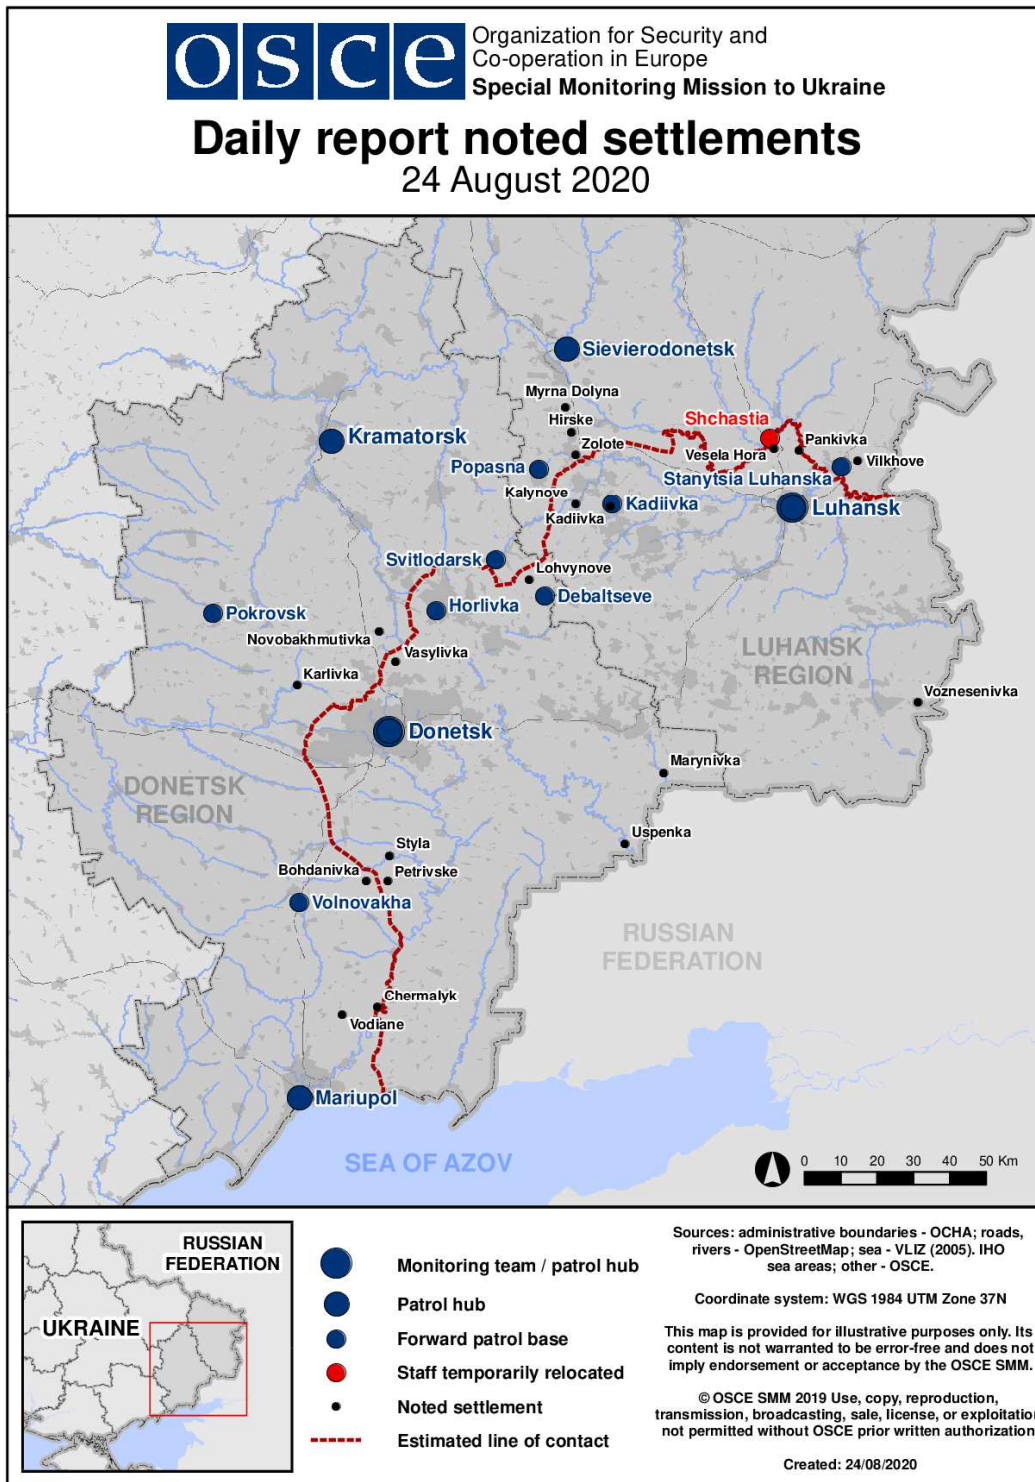 osce
Organization for Security and
Co-operation in Europe
Special Monitoring Mission to Ukraine
Daily report noted settlements
24 August 2020
Sievierodonetsk
Myrna Dolyna
Hirske
Shchastia
Kramatorsk
Zolote
Pankivka
Vesela Hora
Vilkhove
Popasna
Stanytsia Luhanska
Kalynove
Kadiivka
Luhansk
Kadiivka
Svitlodarsk
Lohvynove
Debaltseve
Horlivka
Pokrovsk
Novobakhmutivka
Vasylivka
LUHANSK
REGION
Karlivka
Voznesenivka
Donetsk
Marynivka
DONETSK
REGION
Uspenka
Styla
Bohdanivka
Petrivske
Volnovakha
RUSSIAN
FEDERATION
Chermalyk
Vodiane
Mariupol
SEA OF AZOV
0 10 20 30 40 50 Km
RUSSIAN
FEDERATION
UKRAINE
Monitoring team / patrol hub
Patrol hub
Forward patrol base
Staff temporarily relocated
Noted settlement
Estimated line of contact
Sources: administrative boundaries - OCHA; roads,
rivers - OpenStreetMap; sea - VLIZ (2005). IHO
sea areas; other - OSCE.
Coordinate system: WGS 1984 UTM Zone 37N
This map is provided for illustrative purposes only. Its
content is not warranted to be error-free and does not
imply endorsement or acceptance by the OSCE SMM.
© OSCE SMM 2019 Use, copy, reproduction,
transmission, broadcasting, sale, license, or exploitation
not permitted without OSCE prior written authorization
Created: 24/08/2020